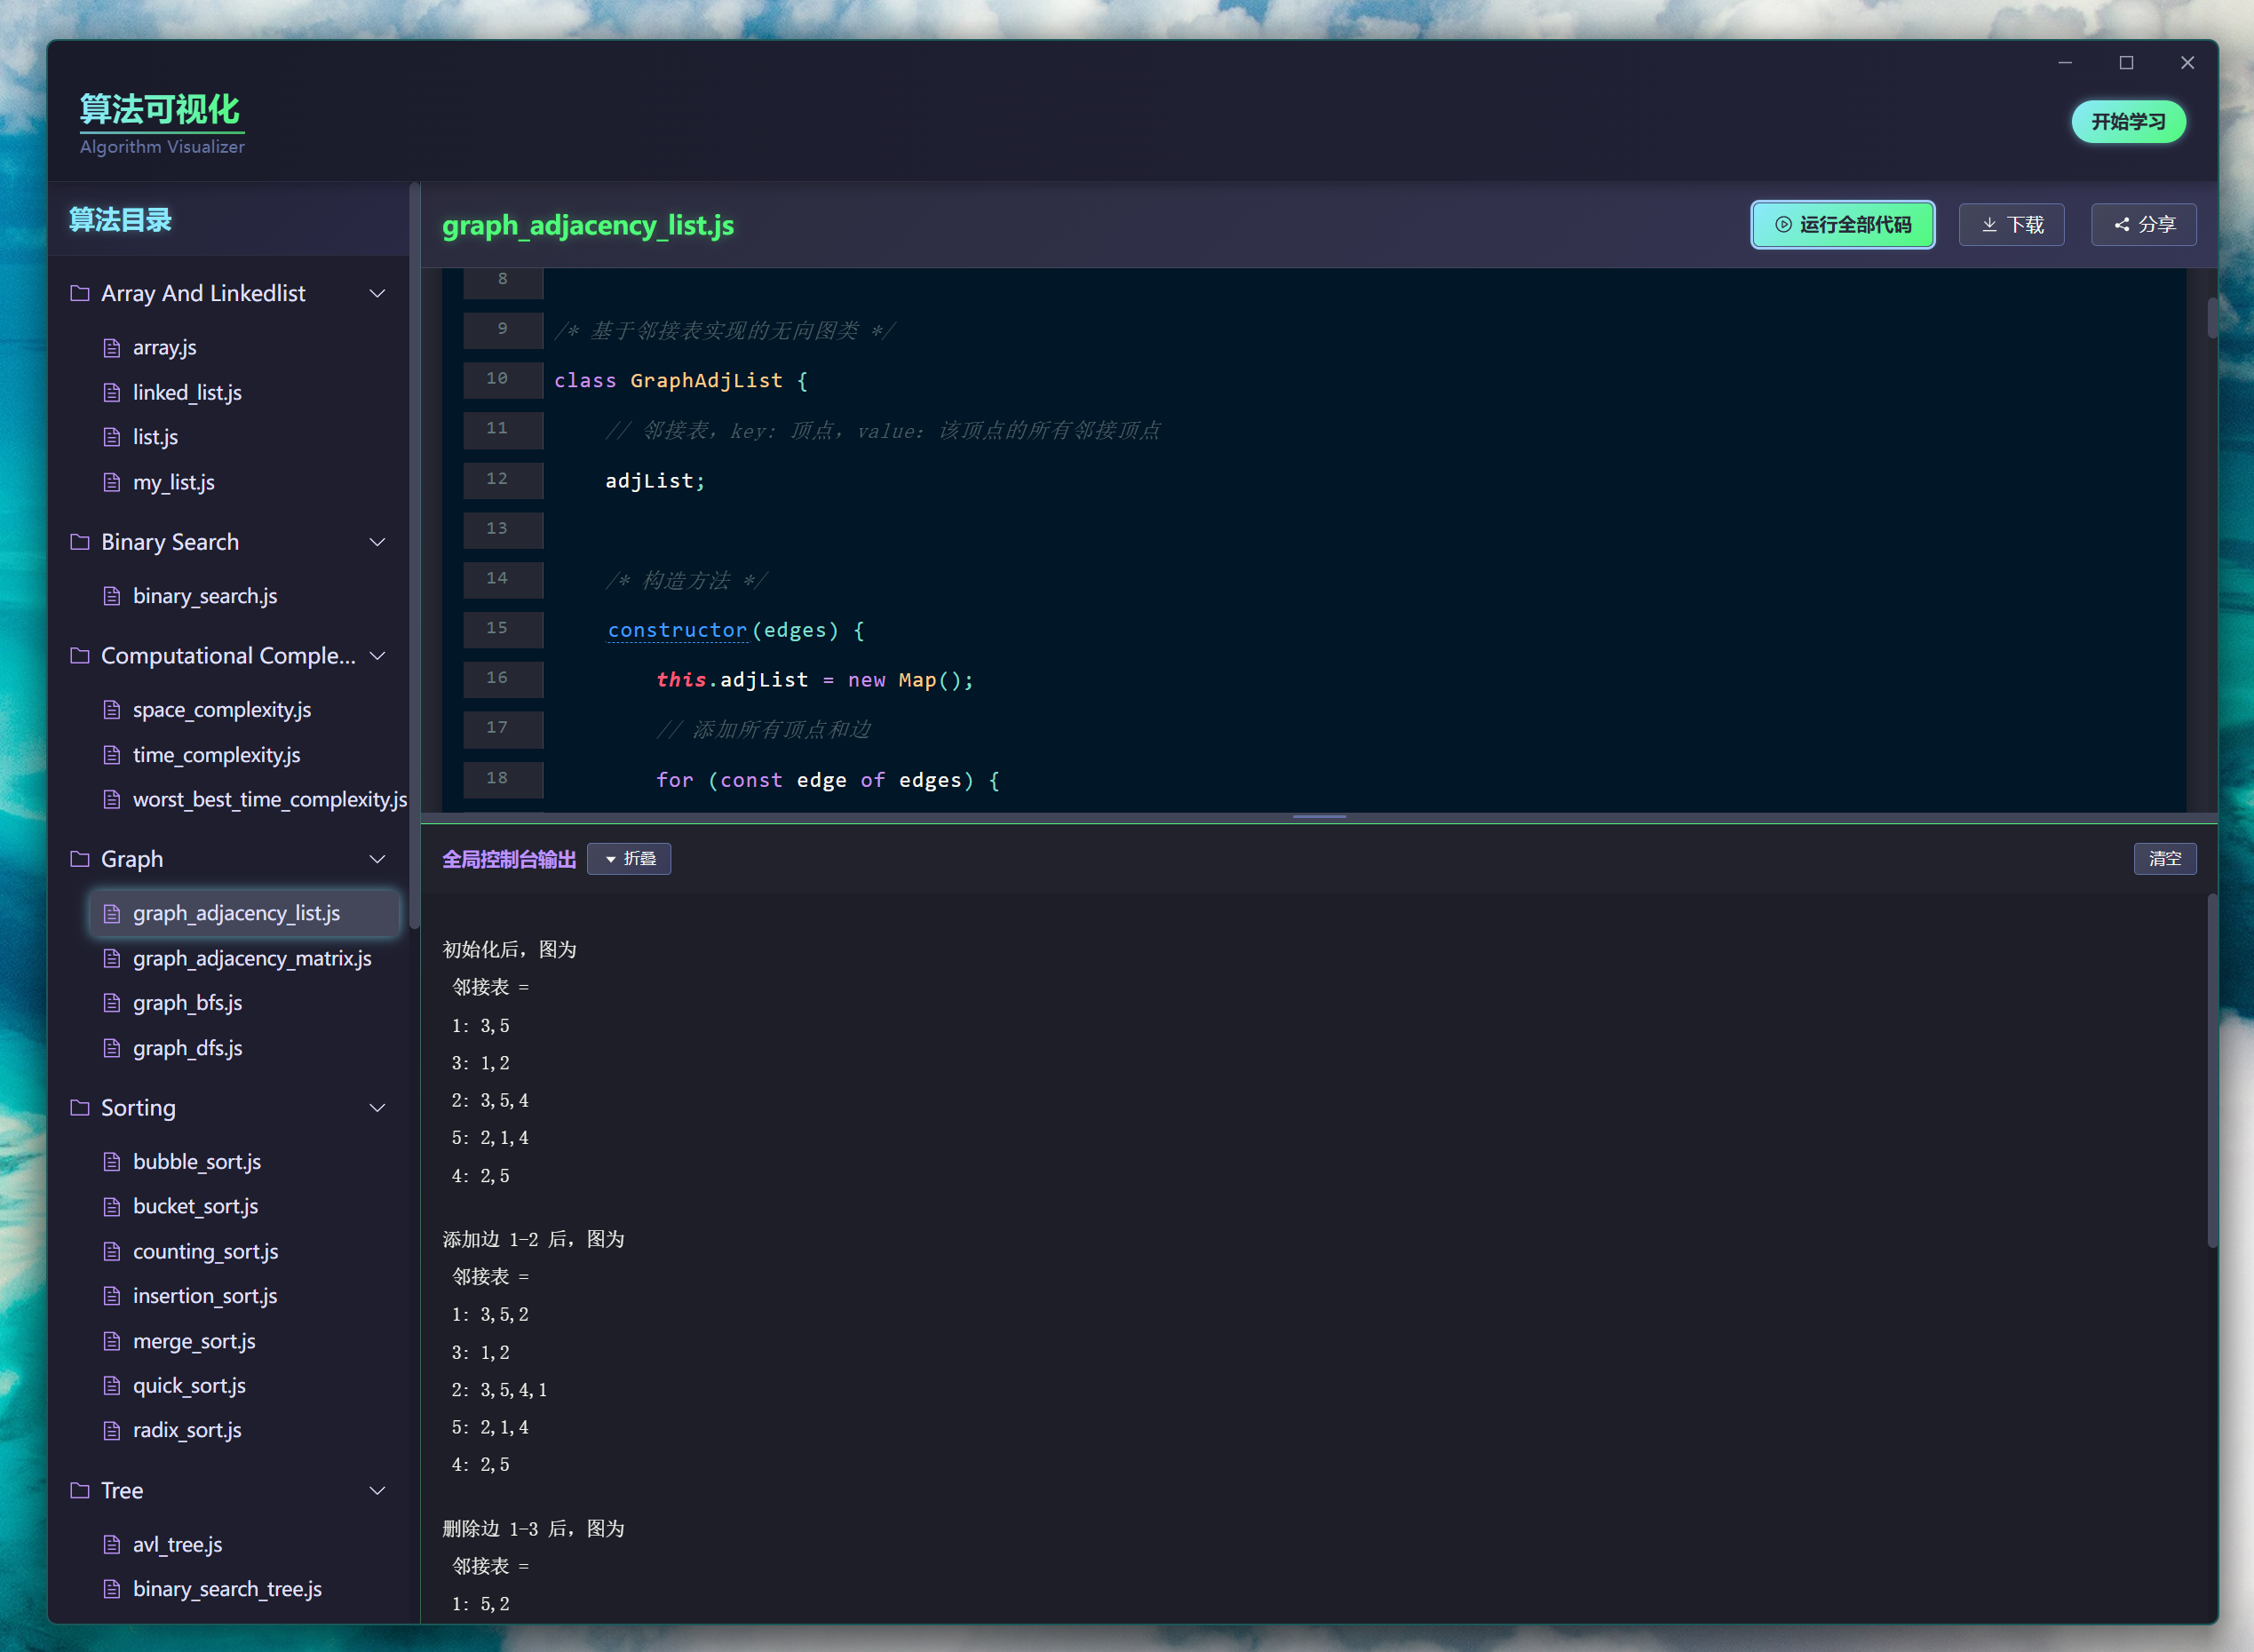 算法可视化
Algorithm Visualizer
开始学习
算法目录
Array And Linkedlist
array.js
linked_list.js
list.js
my_list.js
Binary Search
binary_search.js
Computational Comple...
space_complexity.js
time_complexity.js
worst_best_time_complexity.js
Graph
graph_adjacency_list.js
graph_adjacency_matrix.js
graph_bfs.js
graph_dfs.js
Sorting
bubble_sort.js
bucket_sort.js
counting_sort.js
insertion_sort.js
merge_sort.js
quick_sort.js
radix_sort.js
Tree
avl_tree.js
binary_search_tree.js
graph_adjacency_list.js
运行全部代码
下载
分享
8
9 /* 基于邻接表实现的无向图类 */
10 class GraphAdjList {
11 // 邻接表，key: 顶点，value：该顶点的所有邻接顶点
12 adjList;
13
14 /* 构造方法 */
15 constructor(edges) {
16 this.adjList = new Map();
17 // 添加所有顶点和边
18 for (const edge of edges) {
全局控制台输出
折叠
清空
初始化后，图为
邻接表 =
1: 3,5
3: 1,2
2: 3,5,4
5: 2,1,4
4: 2,5
添加边 1-2 后，图为
邻接表 =
1: 3,5,2
3: 1,2
2: 3,5,4,1
5: 2,1,4
4: 2,5
删除边 1-3 后，图为
邻接表 =
1: 5,2